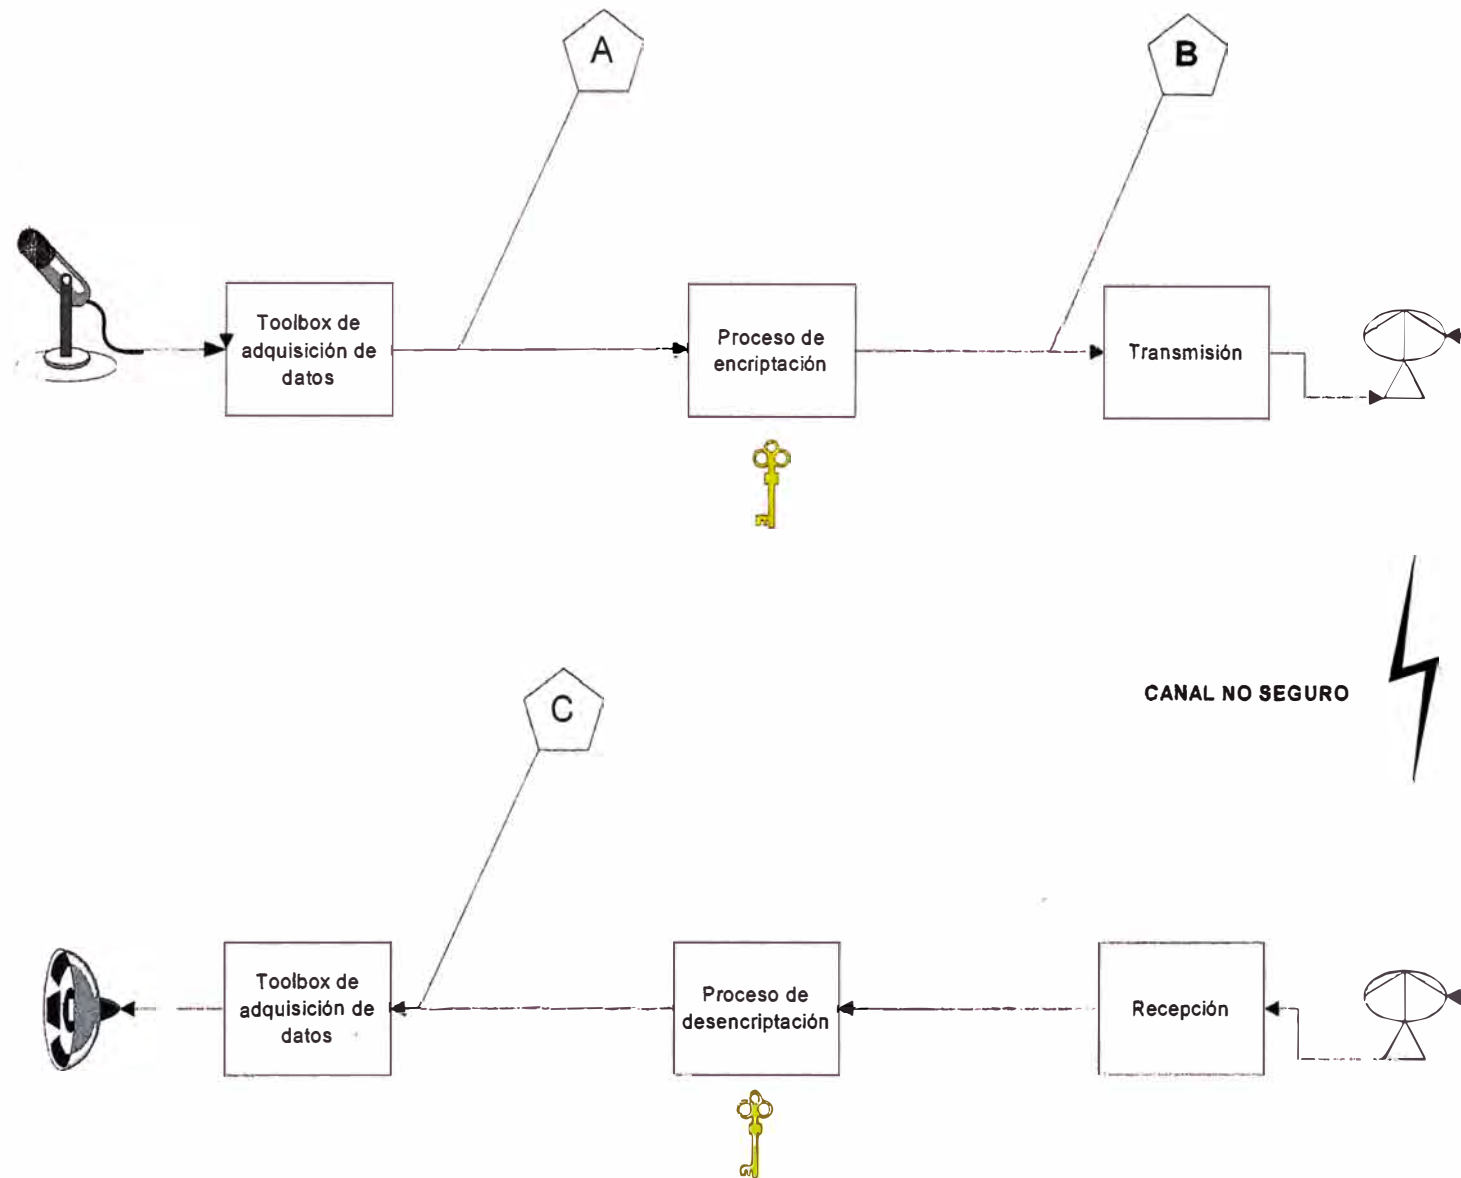 A
B
Toolbox de
adquisición de
datos
Proceso de
encriptación
Transmisión
CANAL NO SEGURO
C
Toolbox de
adquisición de
datos
Proceso de
desencriptación
Recepción